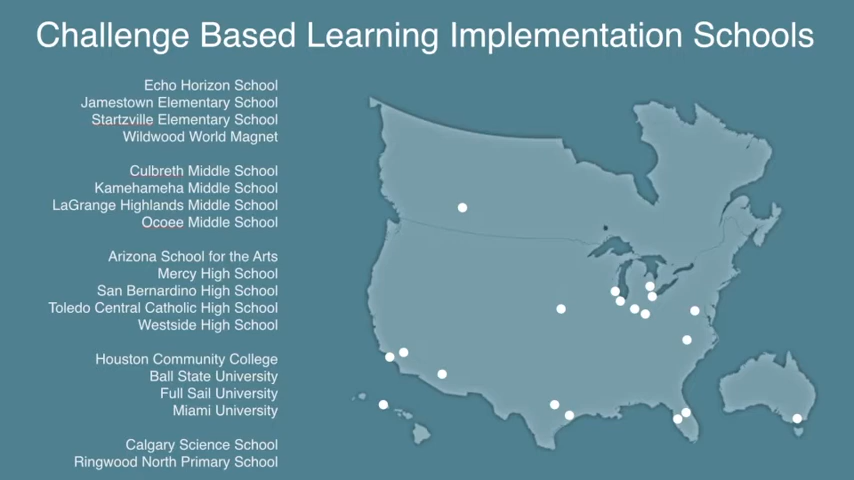 Challenge Based Learning Implementation Schools
Echo Horizon School
Jamestown Elementary School
Startzville Elementary School
Wildwood World Magnet
Culbreth Middle School
Kamehameha Middle School
LaGrange Highlands Middle School
Ocoee Middle School
Arizona School for the Arts
Mercy High School
San Bernardino High School
Toledo Central Catholic High School
Westside High School
Houston Community College
Ball State University
Full Sail University
Miami University
Calgary Science School
Ringwood North Primary School